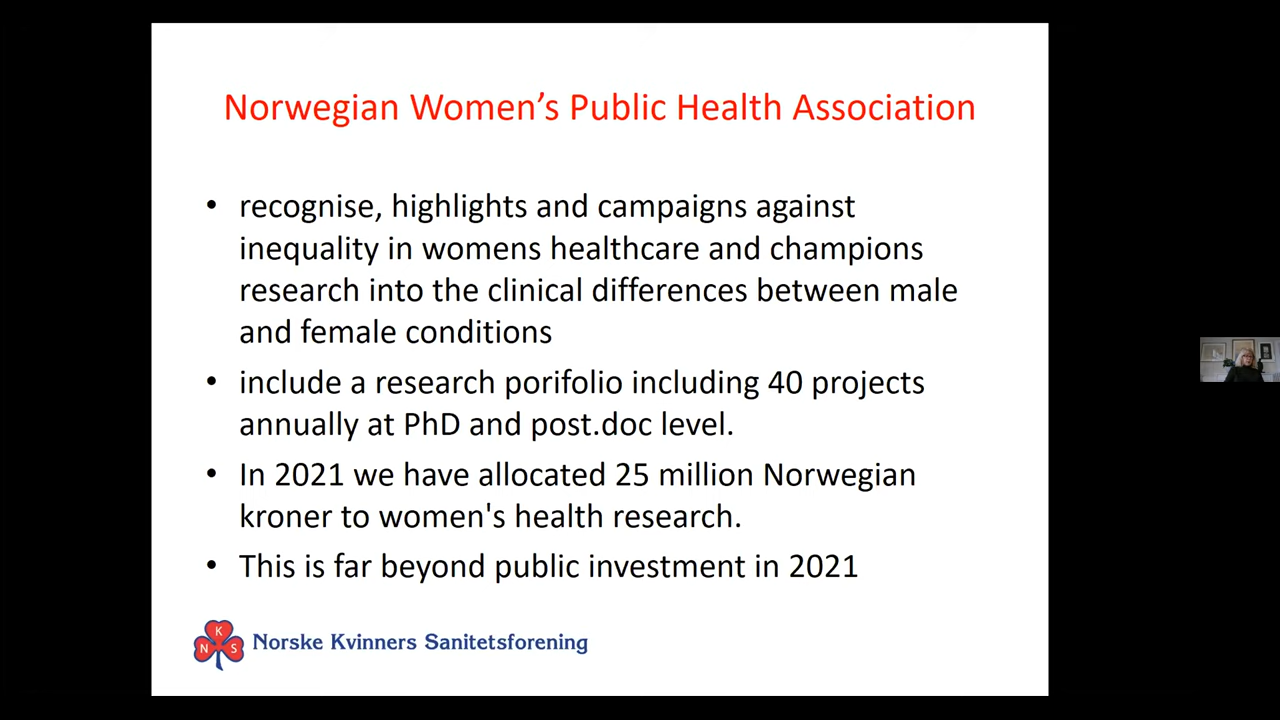 Norwegian Women’s Public Health Association
• recognise, highlights and campaigns against
inequality in womens healthcare and champions
research into the clinical differences between male
and female conditions
• include a research porifolio including 40 projects
annually at PhD and post.doc level.
• In 2021 we have allocated 25 million Norwegian
kroner to women's health research.
• This is far beyond public investment in 2021
N K S
Norske Kvinners Sanitetsforening